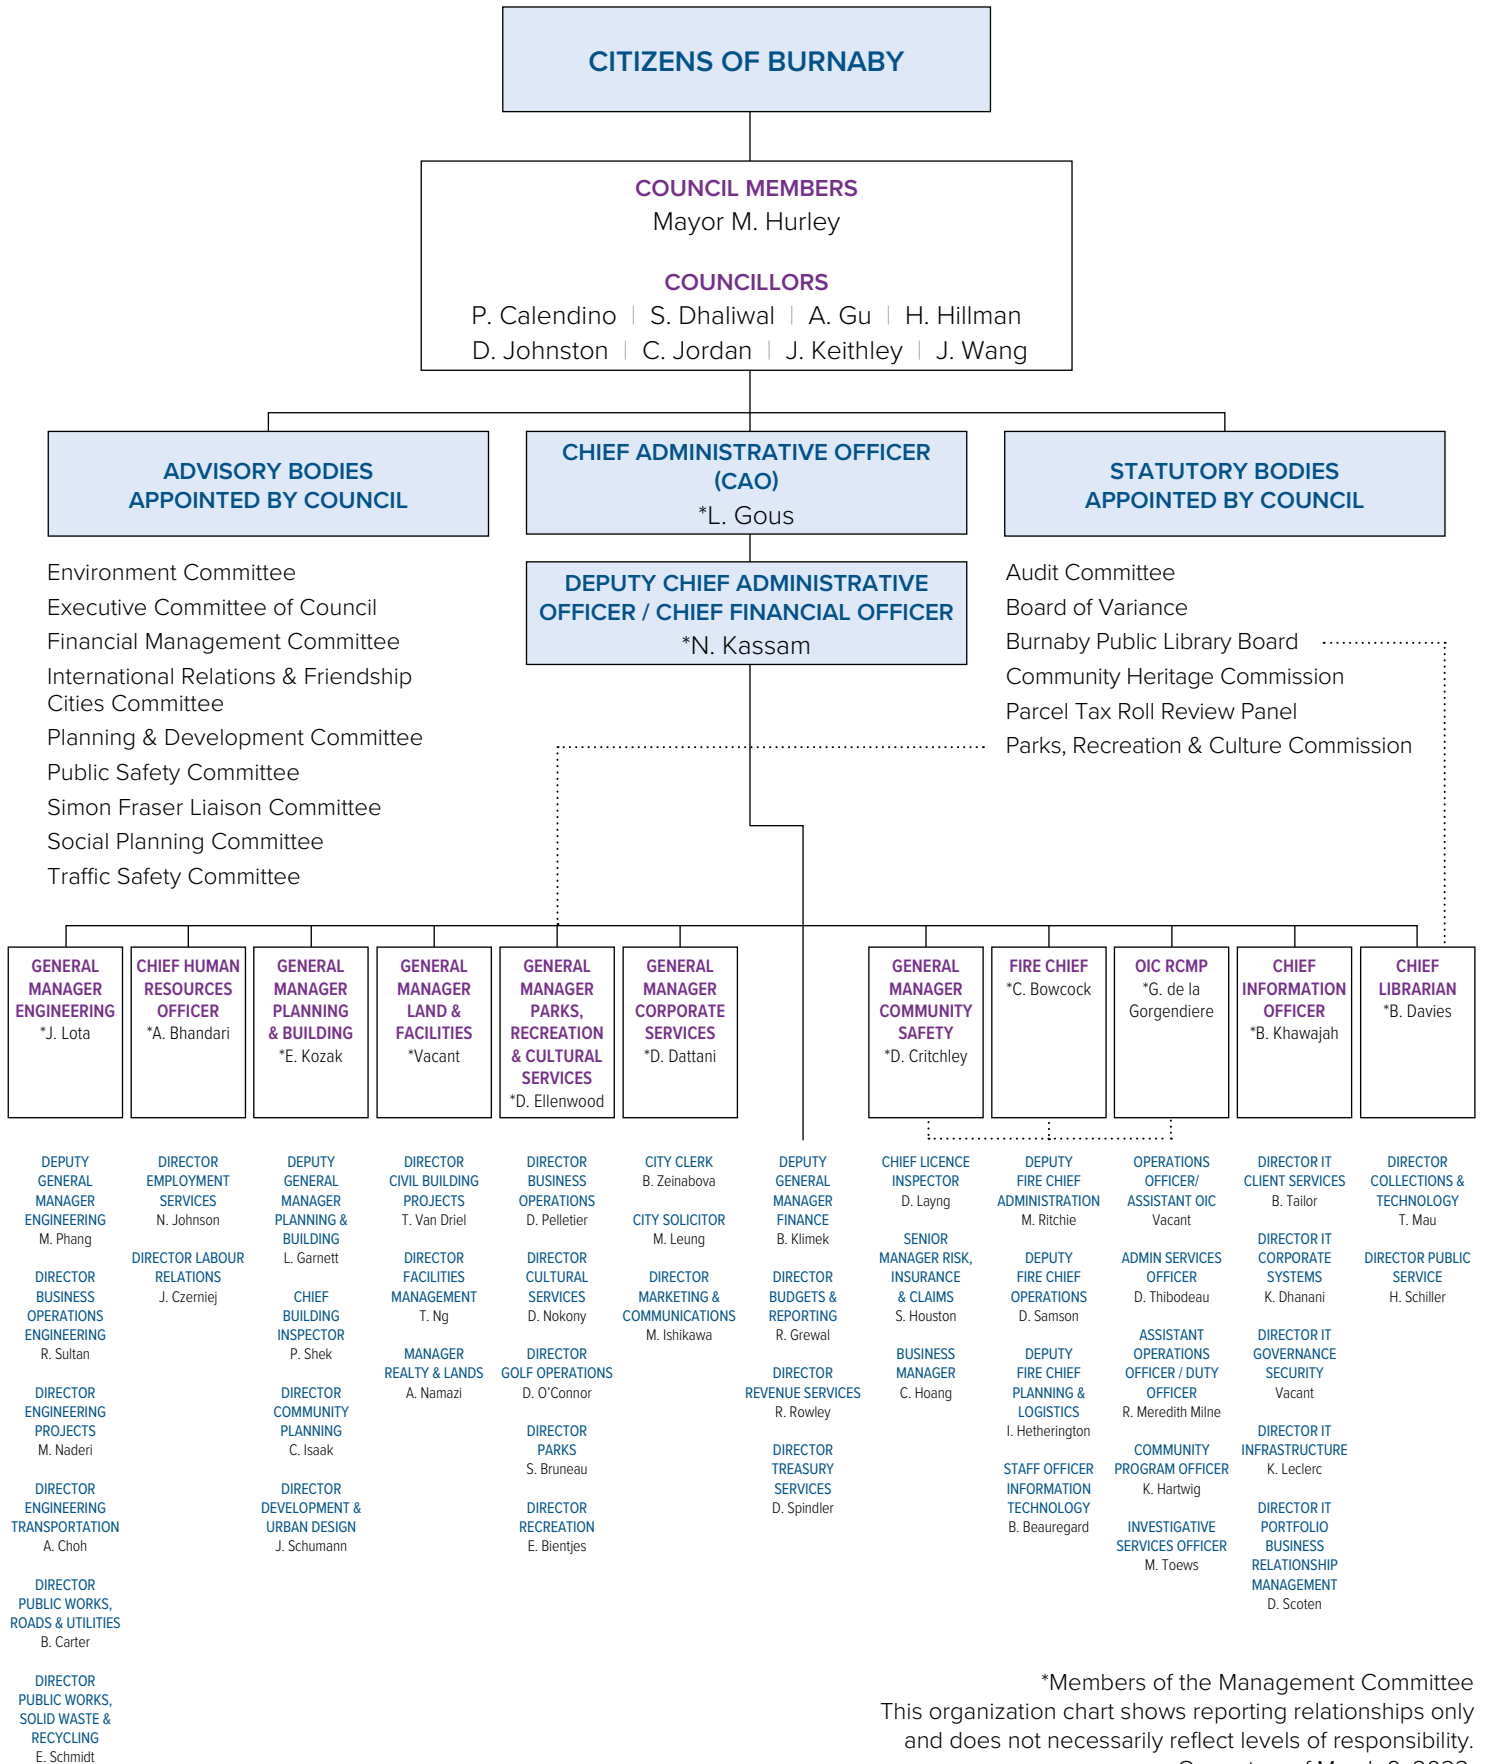 CITIZENS OF BURNABY
COUNCIL MEMBERS
Mayor M. Hurley
COUNCILLORS
P. Calendino | S. Dhaliwal | A. Gu | H. Hillman
D. Johnston | C. Jordan | J. Keithley | J. Wang
ADVISORY BODIES
APPOINTED BY COUNCIL
Environment Committee
Executive Committee of Council
Financial Management Committee
International Relations & Friendship
Cities Committee
Planning & Development Committee
Public Safety Committee
Simon Fraser Liaison Committee
Social Planning Committee
Traffic Safety Committee
CHIEF ADMINISTRATIVE OFFICER
(CAO)
*L. Gous
DEPUTY CHIEF ADMINISTRATIVE
OFFICER / CHIEF FINANCIAL OFFICER
*N. Kassam
STATUTORY BODIES
APPOINTED BY COUNCIL
Audit Committee
Board of Variance
Burnaby Public Library Board
Community Heritage Commission
Parcel Tax Roll Review Panel
Parks, Recreation & Culture Commission
GENERAL
MANAGER
ENGINEERING
*J. Lota
DEPUTY
GENERAL
MANAGER
ENGINEERING
M. Phang
DIRECTOR
BUSINESS
OPERATIONS
ENGINEERING
R. Sultan
DIRECTOR
ENGINEERING
PROJECTS
M. Naderi
DIRECTOR
ENGINEERING
TRANSPORTATION
A. Choh
DIRECTOR
PUBLIC WORKS,
ROADS & UTILITIES
B. Carter
DIRECTOR
PUBLIC WORKS,
SOLID WASTE &
RECYCLING
E. Schmidt
CHIEF HUMAN
RESOURCES
OFFICER
*A. Bhandari
DIRECTOR
EMPLOYMENT
SERVICES
N. Johnson
DIRECTOR LABOUR
RELATIONS
J. Czerniej
GENERAL
MANAGER
PLANNING
& BUILDING
*E. Kozak
DEPUTY
GENERAL
MANAGER
PLANNING &
BUILDING
L. Garnett
CHIEF
BUILDING
INSPECTOR
P. Shek
DIRECTOR
COMMUNITY
PLANNING
C. Isaak
DIRECTOR
DEVELOPMENT &
URBAN DESIGN
J. Schumann
GENERAL
MANAGER
LAND &
FACILITIES
*Vacant
DIRECTOR
CIVIL BUILDING
PROJECTS
T. Van Driel
DIRECTOR
FACILITIES
MANAGEMENT
T. Ng
MANAGER
REALTY & LANDS
A. Namazi
GENERAL
MANAGER
PARKS,
RECREATION
& CULTURAL
SERVICES
*D. Ellenwood
DIRECTOR
BUSINESS
OPERATIONS
D. Pelletier
DIRECTOR
CULTURAL
SERVICES
D. Nokony
DIRECTOR
GOLF OPERATIONS
D. O'Connor
DIRECTOR
PARKS
S. Bruneau
DIRECTOR
RECREATION
E. Bientjes
GENERAL
MANAGER
CORPORATE
SERVICES
*D. Dattani
CITY CLERK
B. Zeinabova
CITY SOLICITOR
M. Leung
DIRECTOR
MARKETING &
COMMUNICATIONS
M. Ishikawa
DEPUTY
GENERAL
MANAGER
FINANCE
B. Klimek
DIRECTOR
BUDGETS &
REPORTING
R. Grewal
DIRECTOR
REVENUE SERVICES
R. Rowley
DIRECTOR
TREASURY
SERVICES
D. Spindler
GENERAL
MANAGER
COMMUNITY
SAFETY
*D. Critchley
CHIEF LICENCE
INSPECTOR
D. Layng
SENIOR
MANAGER RISK,
INSURANCE
& CLAIMS
S. Houston
BUSINESS
MANAGER
C. Hoang
FIRE CHIEF
*C. Bowcock
DEPUTY
FIRE CHIEF
ADMINISTRATION
M. Ritchie
DEPUTY
FIRE CHIEF
OPERATIONS
D. Samson
DEPUTY
FIRE CHIEF
PLANNING &
LOGISTICS
I. Hetherington
STAFF OFFICER
INFORMATION
TECHNOLOGY
B. Beauregard
OIC RCMP
*G. de la
Gorgendiere
OPERATIONS
OFFICER/
ASSISTANT OIC
Vacant
ADMIN SERVICES
OFFICER
D. Thibodeau
ASSISTANT
OPERATIONS
OFFICER / DUTY
OFFICER
R. Meredith Milne
COMMUNITY
PROGRAM OFFICER
K. Hartwig
INVESTIGATIVE
SERVICES OFFICER
M. Toews
CHIEF
INFORMATION
OFFICER
*B. Khawajah
DIRECTOR IT
CLIENT SERVICES
B. Tailor
DIRECTOR IT
CORPORATE
SYSTEMS
K. Dhanani
DIRECTOR IT
GOVERNANCE
SECURITY
Vacant
DIRECTOR IT
INFRASTRUCTURE
K. Leclerc
DIRECTOR IT
PORTFOLIO
BUSINESS
RELATIONSHIP
MANAGEMENT
D. Scoten
CHIEF
LIBRARIAN
*B. Davies
DIRECTOR
COLLECTIONS &
TECHNOLOGY
T. Mau
DIRECTOR PUBLIC
SERVICE
H. Schiller
*Members of the Management Committee
This organization chart shows reporting relationships only
and does not necessarily reflect levels of responsibility.